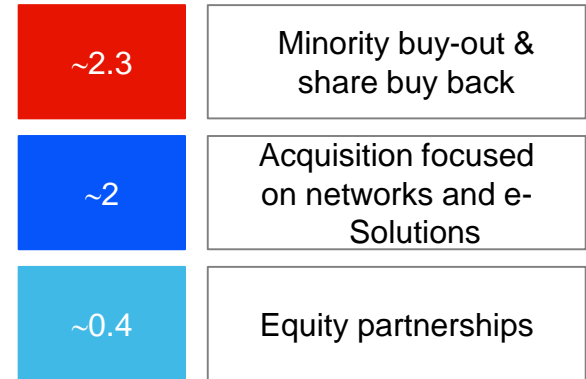 ~2.3
Minority buy-out &
share buy back
~2
Acquisition focused
on networks and e-
Solutions
~0.4
Equity partnerships